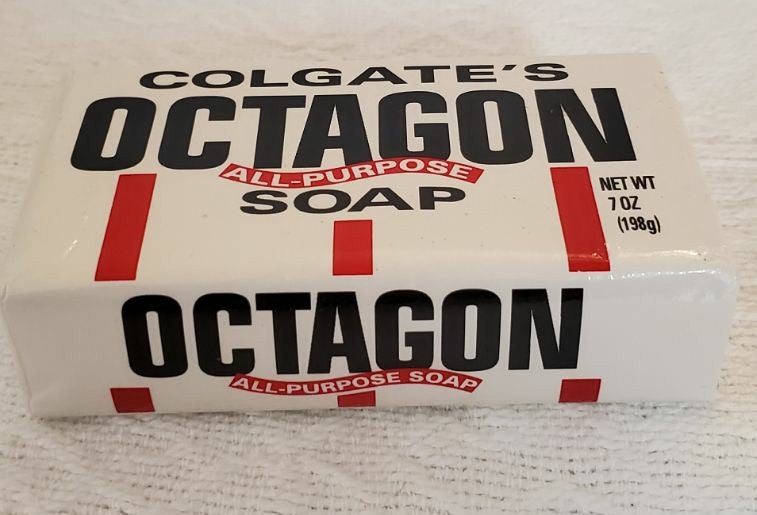 COLGATE'S
OCTAGON
ALL-PURPOSE
SOAP
NET WT
7 OZ
(198g)
OCTAGON
ALL-PURPOSE SOAP